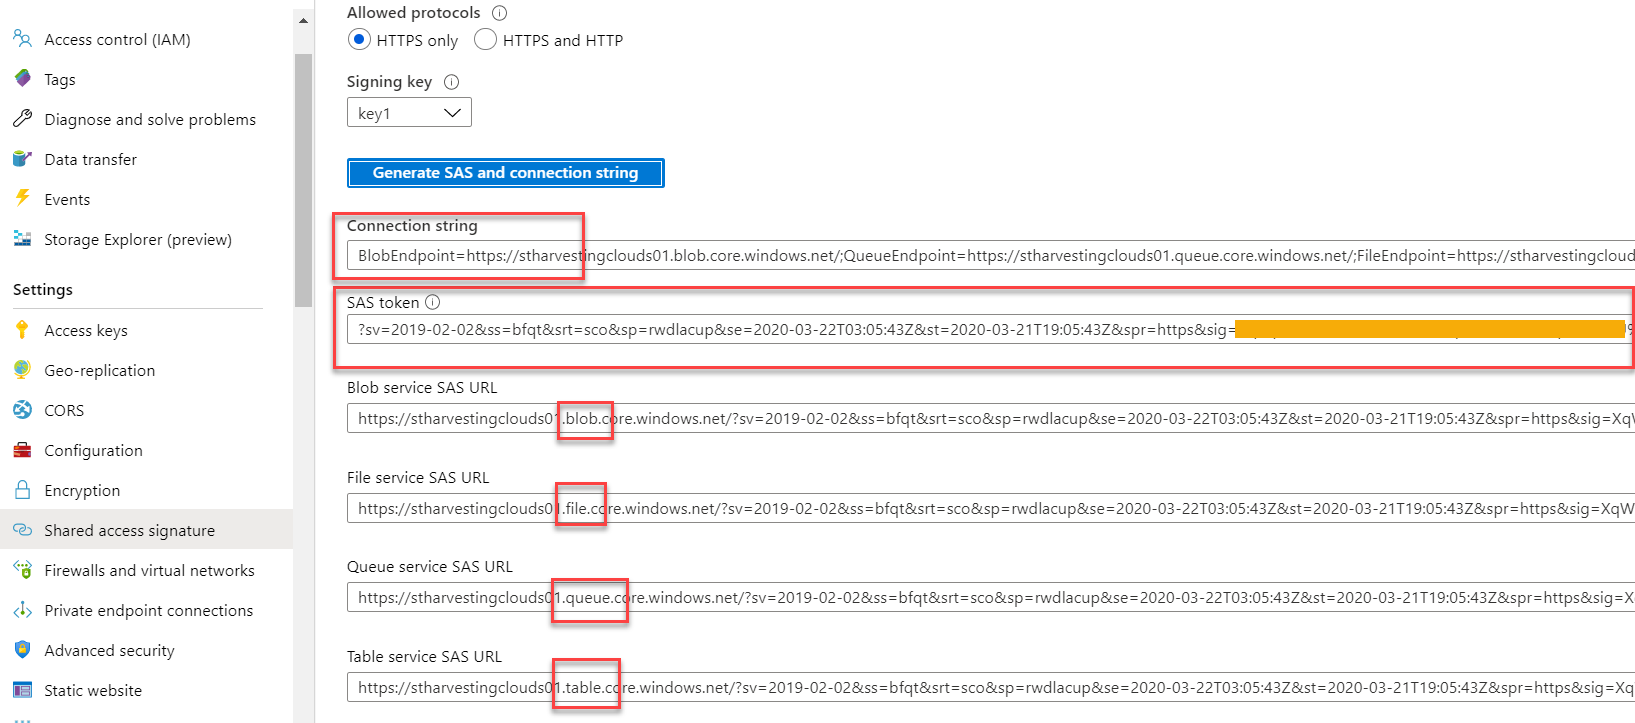 Access control (IAM)
Tags
Diagnose and solve problems
Data transfer
Events
Storage Explorer (preview)
Settings
Access keys
Geo-replication
CORS
Configuration
Encryption
Shared access signature
Firewalls and virtual networks
Private endpoint connections
Advanced security
Static website
Allowed protocols
HTTPS only
HTTPS and HTTP
Signing key
key1
Generate SAS and connection string
Connection string
BlobEndpoint=https://stharvestingclouds01.blob.core.windows.net/;QueueEndpoint=https://stharvestingclouds01.queue.core.windows.net/;FileEndpoint=https://stharvestingclouds
SAS token
?sv=2019-02-02&ss=bfqt&srt=sco&sp=rwdlacup&se=2020-03-22T03:05:43Z&st=2020-03-21T19:05:43Z&spr=https&sig=
Blob service SAS URL
https://stharvestingclouds01.blob.core.windows.net/?sv=2019-02-02&ss=bfqt&srt=sco&sp=rwdlacup&se=2020-03-22T03:05:43Z&st=2020-03-21T19:05:43Z&spr=https&sig=XqW
File service SAS URL
https://stharvestingclouds01.file.core.windows.net/?sv=2019-02-02&ss=bfqt&srt=sco&sp=rwdlacup&se=2020-03-22T03:05:43Z&st=2020-03-21T19:05:43Z&spr=https&sig=XqW
Queue service SAS URL
https://stharvestingclouds01.queue.core.windows.net/?sv=2019-02-02&ss=bfqt&srt=sco&sp=rwdlacup&se=2020-03-22T03:05:43Z&st=2020-03-21T19:05:43Z&spr=https&sig=X
Table service SAS URL
https://stharvestingclouds01.table.core.windows.net/?sv=2019-02-02&ss=bfqt&srt=sco&sp=rwdlacup&se=2020-03-22T03:05:43Z&st=2020-03-21T19:05:43Z&spr=https&sig=Xq